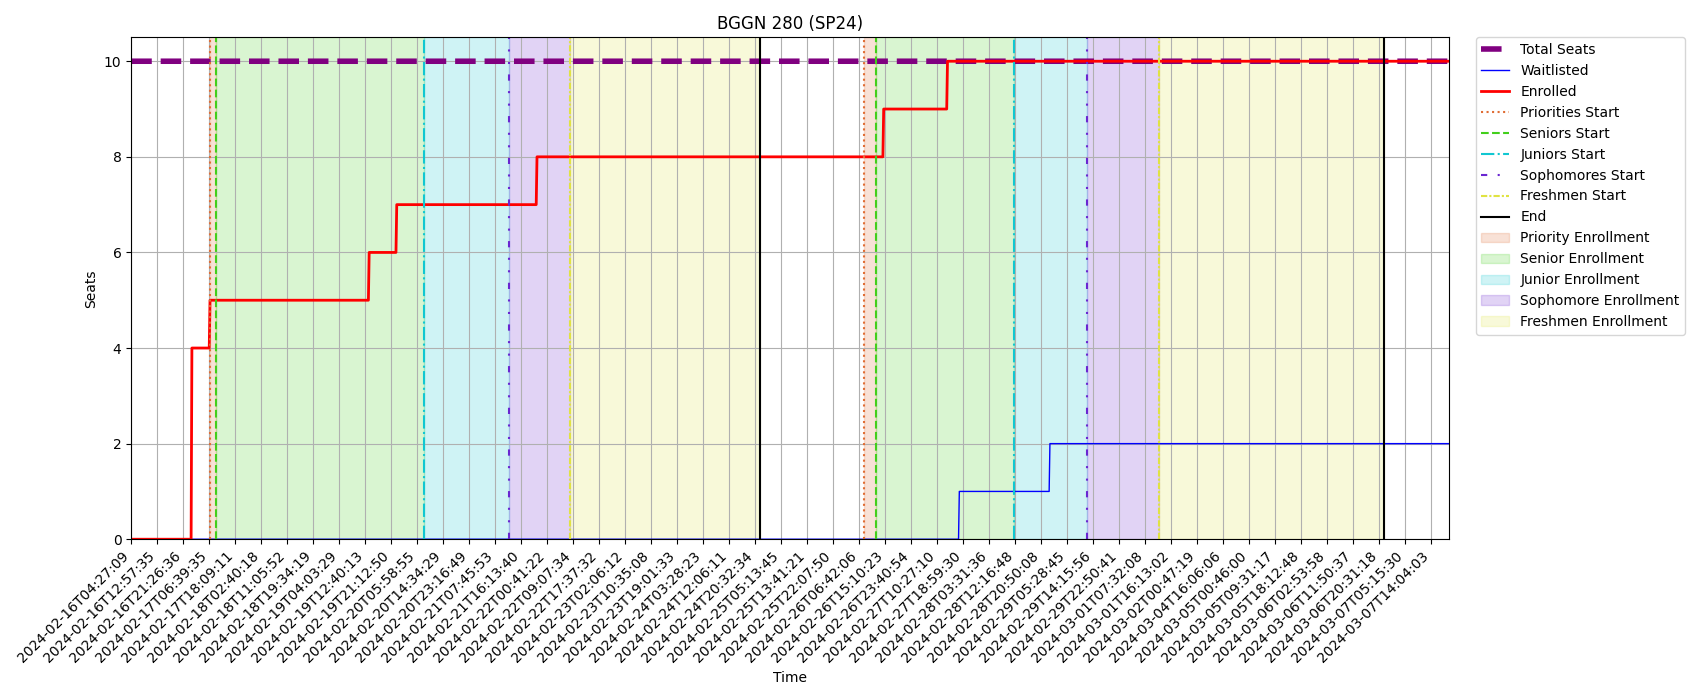 BGGN 280 (SP24)
Seats
10
8
6
4
2
0
2024-02-16T04:27:09
2024-02-16T12:57:35
2024-02-16T21:26:36
2024-02-17T06:39:35
2024-02-17T18:09:11
2024-02-18T02:40:18
2024-02-18T11:05:52
2024-02-18T19:34:19
2024-02-19T04:03:29
2024-02-19T12:40:13
2024-02-19T21:12:50
2024-02-20T05:58:55
2024-02-20T14:34:29
2024-02-20T23:16:49
2024-02-21T07:45:53
2024-02-21T16:13:40
2024-02-22T00:41:22
2024-02-22T09:07:34
2024-02-22T17:37:32
2024-02-23T02:06:12
2024-02-23T10:35:08
2024-02-23T19:01:33
2024-02-24T03:28:23
2024-02-24T12:06:11
2024-02-24T20:32:34
2024-02-25T05:13:45
2024-02-25T13:41:21
2024-02-25T22:07:50
2024-02-26T06:42:06
2024-02-26T15:10:23
2024-02-26T23:40:54
2024-02-27T10:27:10
2024-02-27T18:59:30
2024-02-28T03:31:36
2024-02-28T12:16:48
2024-02-28T20:50:08
2024-02-29T05:28:45
2024-02-29T14:15:56
2024-02-29T22:50:41
2024-03-01T07:32:08
2024-03-01T16:13:02
2024-03-02T00:47:19
2024-03-04T16:06:06
2024-03-05T00:46:00
2024-03-05T09:31:17
2024-03-05T18:12:48
2024-03-06T02:53:58
2024-03-06T11:50:37
2024-03-06T20:31:18
2024-03-07T05:15:30
2024-03-07T14:04:03
Time
Total Seats
Waitlisted
Enrolled
Priorities Start
Seniors Start
Juniors Start
Sophomores Start
Freshmen Start
End
Priority Enrollment
Senior Enrollment
Junior Enrollment
Sophomore Enrollment
Freshmen Enrollment